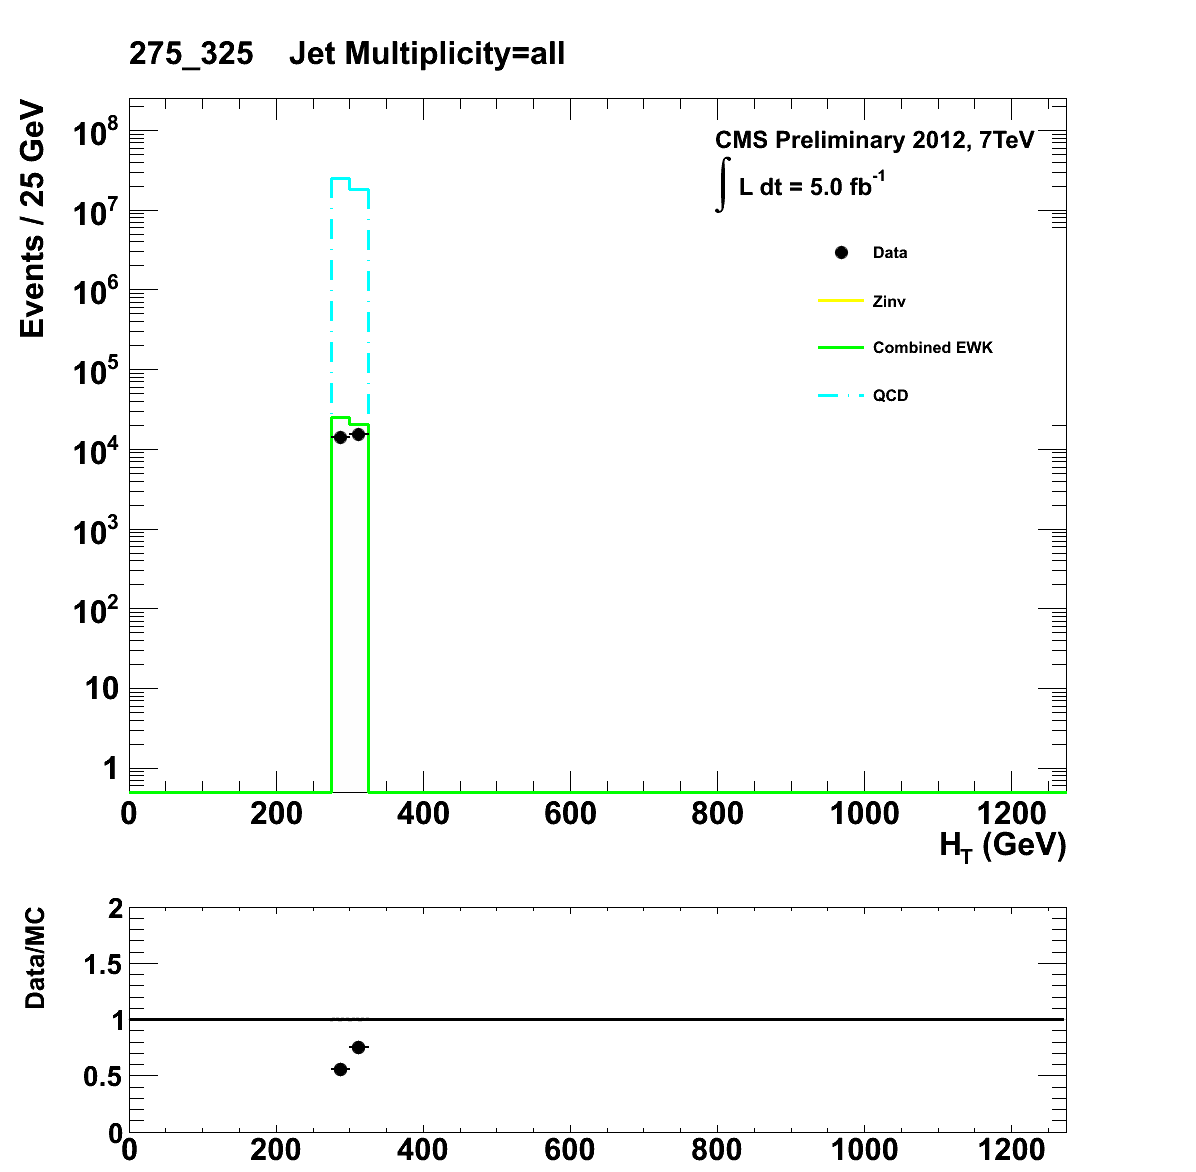 275_325 Jet Multiplicity=all
Events / 25 GeV
10^8
10^7
10^6
10^5
10^4
10^3
10^2
10
1
CMS Preliminary 2012, 7TeV
∫ L dt = 5.0 fb^-1
Data
Zinv
Combined EWK
QCD
0 200 400 600 800 1000 1200
H_T (GeV)
Data/MC
2
1.5
1
0.5
0
0 200 400 600 800 1000 1200